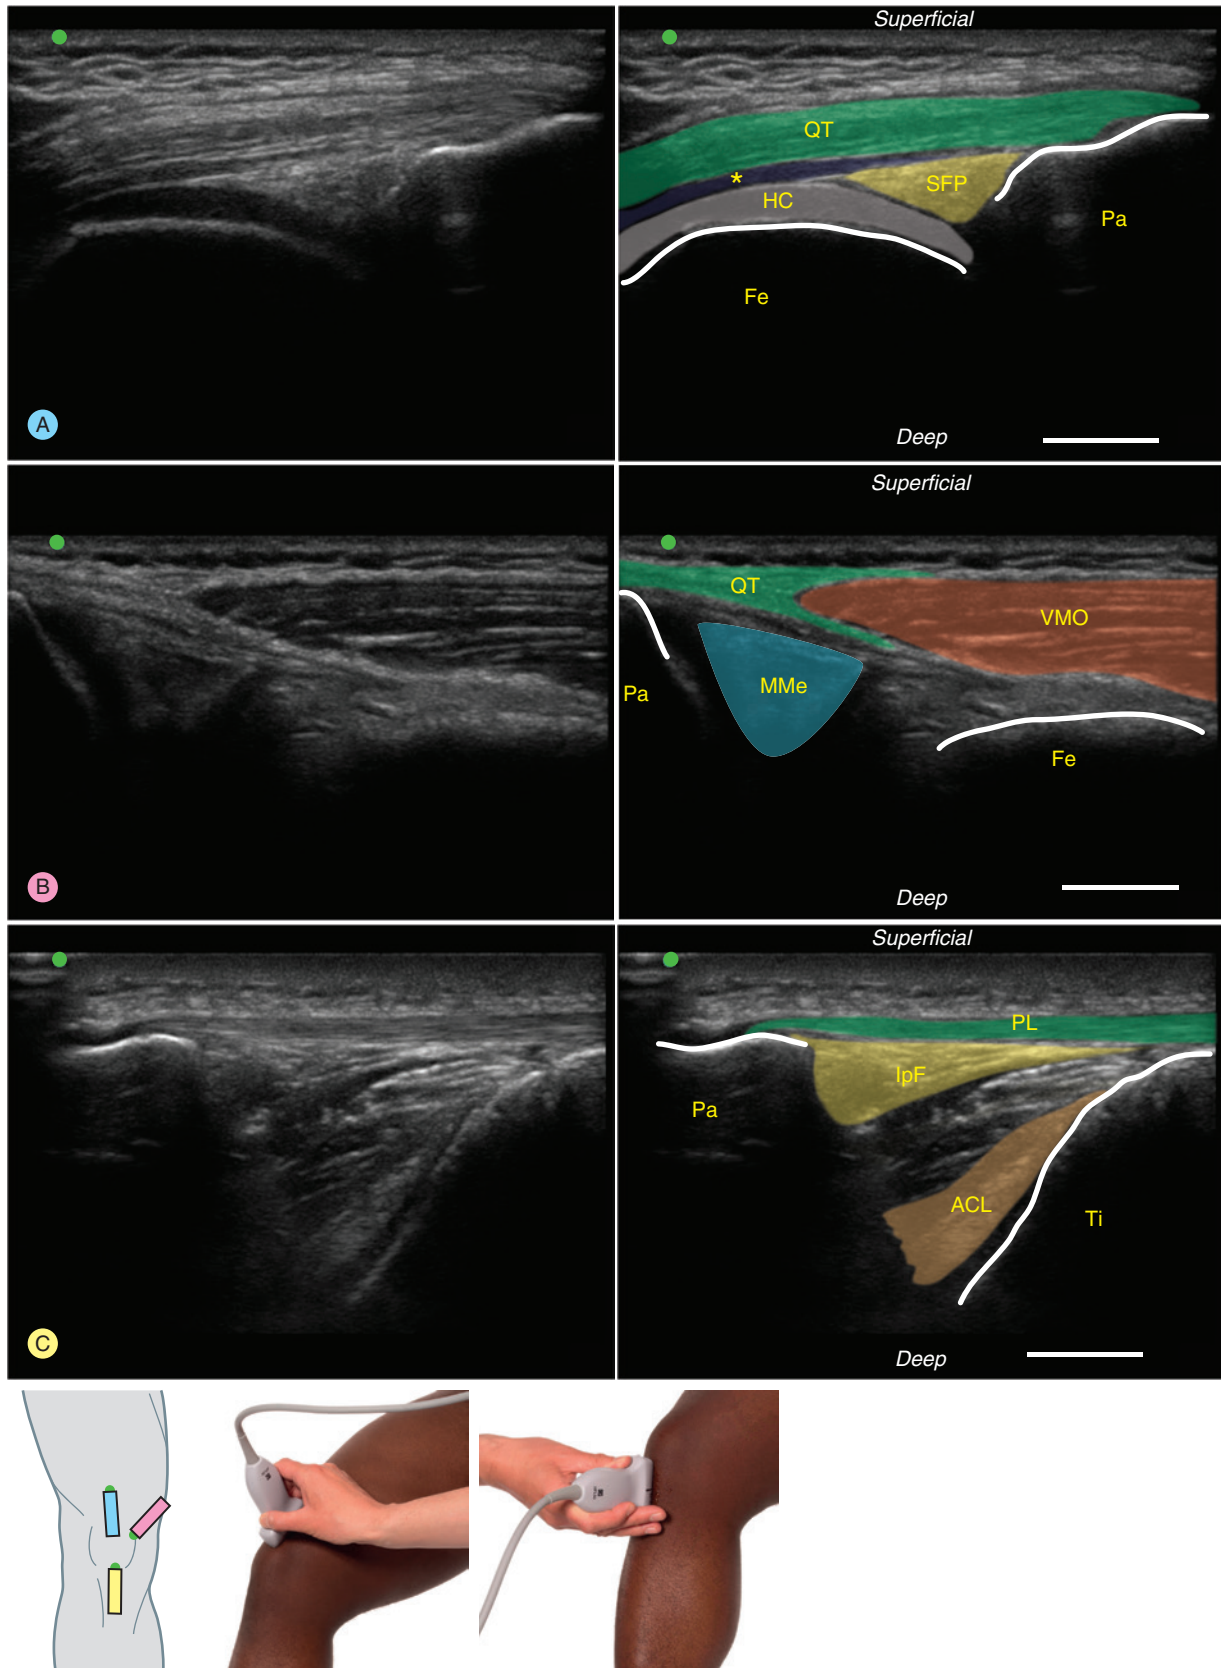 Superficial
QT
*
SFP
HC
Pa
Fe
A
Deep
Superficial
QT
VMO
MMe
Pa
Fe
B
Deep
Superficial
PL
IpF
Pa
ACL
Ti
C
Deep